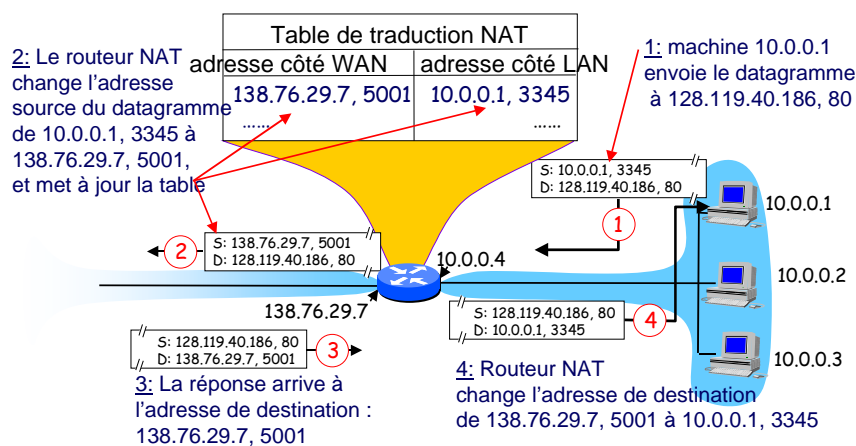 Table de traduction NAT
adresse côté WAN adresse côté LAN
138.76.29.7, 5001 10.0.0.1, 3345
…… ……
2: Le routeur NAT
change l’adresse
source du datagramme
de 10.0.0.1, 3345 à
138.76.29.7, 5001,
et met à jour la table
1: machine 10.0.0.1
envoie le datagramme
à 128.119.40.186, 80
S: 10.0.0.1, 3345
D: 128.119.40.186, 80
1
10.0.0.1
2
S: 138.76.29.7, 5001
D: 128.119.40.186, 80
10.0.0.4
10.0.0.2
138.76.29.7
S: 128.119.40.186, 80
D: 10.0.0.1, 3345
4
S: 128.119.40.186, 80
D: 138.76.29.7, 5001
3
10.0.0.3
3: La réponse arrive à
l’adresse de destination :
138.76.29.7, 5001
4: Routeur NAT
change l’adresse de destination
de 138.76.29.7, 5001 à 10.0.0.1, 3345